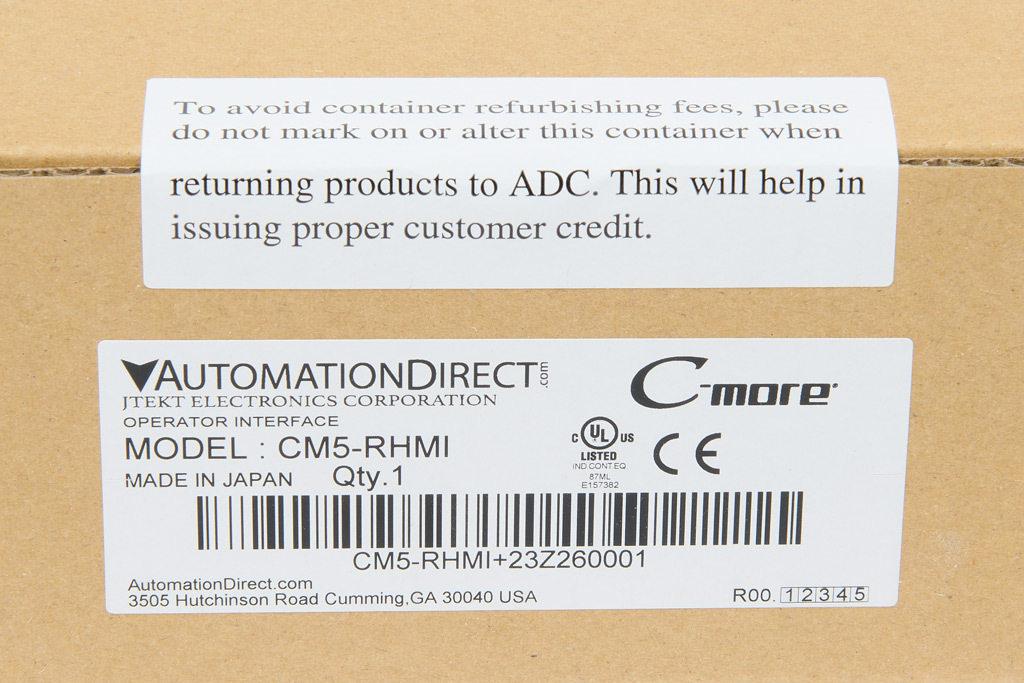 To avoid container refurbishing fees, please
do not mark on or alter this container when
returning products to ADC. This will help in
issuing proper customer credit.
AUTOMATIONDIRECT.com
JTEKT ELECTRONICS CORPORATION
OPERATOR INTERFACE
MODEL : CM5-RHMI
MADE IN JAPAN Qty.1
C-more®
C UL US
LISTED
IND.CONT.EQ.
87ML
E157382
CE
CM5-RHMI+23Z260001
AutomationDirect.com
3505 Hutchinson Road Cumming,GA 30040 USA
R00. 1 2 3 4 5